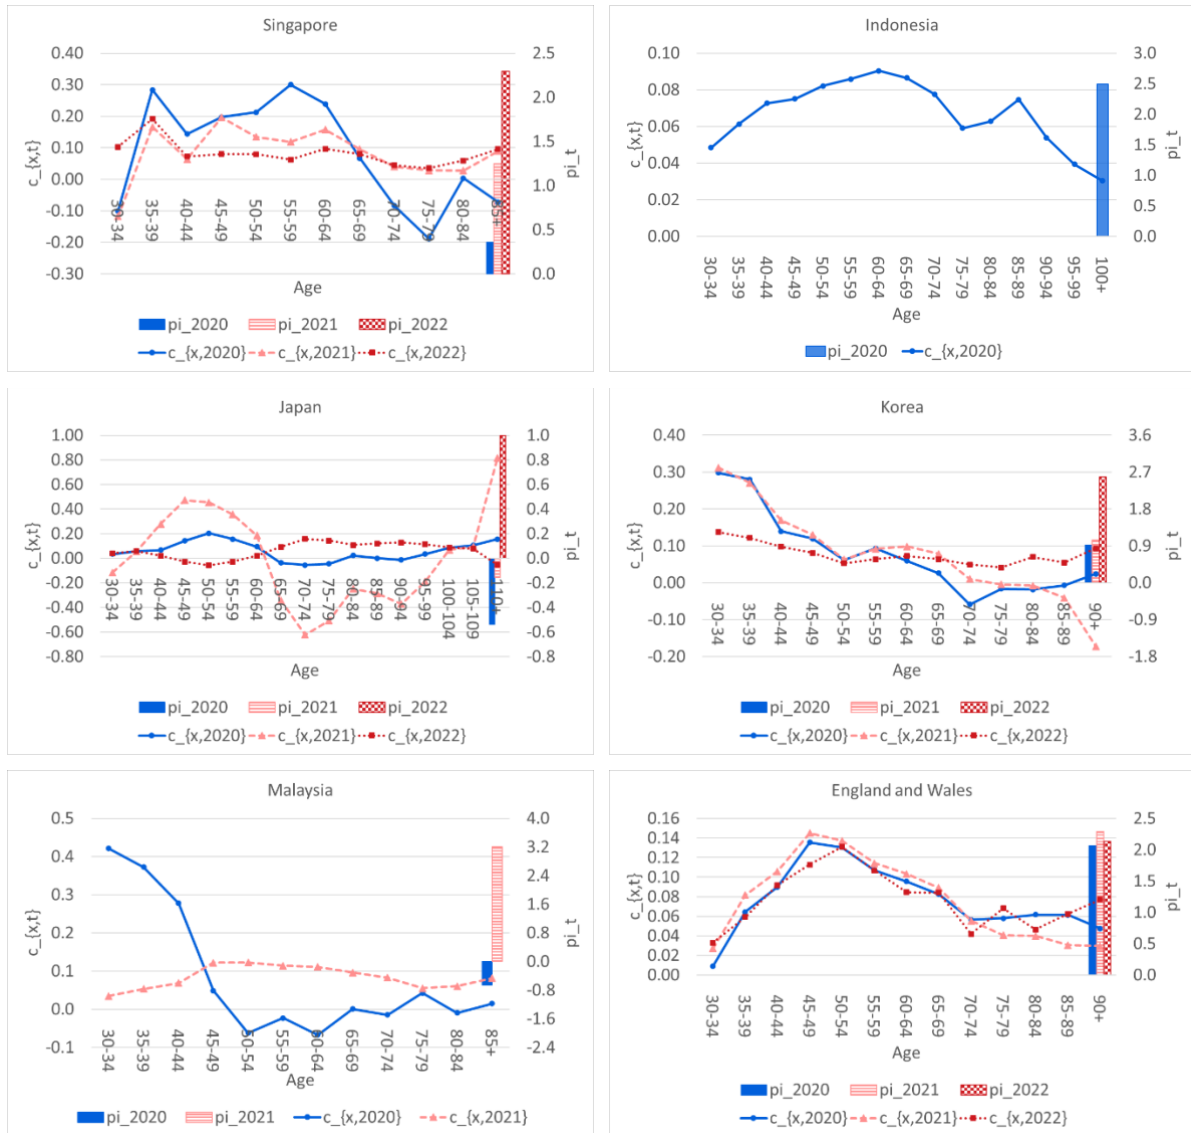 Singapore
0.40
0.30
0.20
0.10
0.00
-0.10
-0.20
-0.30
c_{x,t}
2.5
2.0
1.5
1.0
0.5
0.0
pi_t
30-34 35-39 40-44 45-49 50-54 55-59 60-64 65-69 70-74 75-79 80-84 85+
Age
pi_2020 pi_2021 pi_2022
c_{x,2020} c_{x,2021} c_{x,2022}
Indonesia
0.10
0.08
0.06
0.04
0.02
0.00
c_{x,t}
3.0
2.5
2.0
1.5
1.0
0.5
0.0
pi_t
30-34 35-39 40-44 45-49 50-54 55-59 60-64 65-69 70-74 75-79 80-84 85-89 90-94 95-99 100+
Age
pi_2020 c_{x,2020}
Japan
1.00
0.80
0.60
0.40
0.20
0.00
-0.20
-0.40
-0.60
-0.80
c_{x,t}
1.0
0.8
0.6
0.4
0.2
0.0
-0.2
-0.4
-0.6
-0.8
pi_t
30-34 35-39 40-44 45-49 50-54 55-59 60-64 65-69 70-74 75-79 80-84 85-89 90-94 95-99 100-104 105-109 110+
Age
pi_2020 pi_2021 pi_2022
c_{x,2020} c_{x,2021} c_{x,2022}
Korea
0.40
0.30
0.20
0.10
0.00
-0.10
-0.20
c_{x,t}
3.6
2.7
1.8
0.9
0.0
-0.9
-1.8
pi_t
30-34 35-39 40-44 45-49 50-54 55-59 60-64 65-69 70-74 75-79 80-84 85-89 90+
Age
pi_2020 pi_2021 pi_2022
c_{x,2020} c_{x,2021} c_{x,2022}
Malaysia
0.5
0.4
0.3
0.2
0.1
0.0
-0.1
c_{x,t}
4.0
3.2
2.4
1.6
0.8
0.0
-0.8
-1.6
-2.4
pi_t
30-34 35-39 40-44 45-49 50-54 55-59 60-64 65-69 70-74 75-79 80-84 85+
Age
pi_2020 pi_2021 c_{x,2020} c_{x,2021}
England and Wales
0.16
0.14
0.12
0.10
0.08
0.06
0.04
0.02
0.00
c_{x,t}
2.5
2.0
1.5
1.0
0.5
0.0
pi_t
30-34 35-39 40-44 45-49 50-54 55-59 60-64 65-69 70-74 75-79 80-84 85-89 90+
Age
pi_2020 pi_2021 pi_2022
c_{x,2020} c_{x,2021} c_{x,2022}